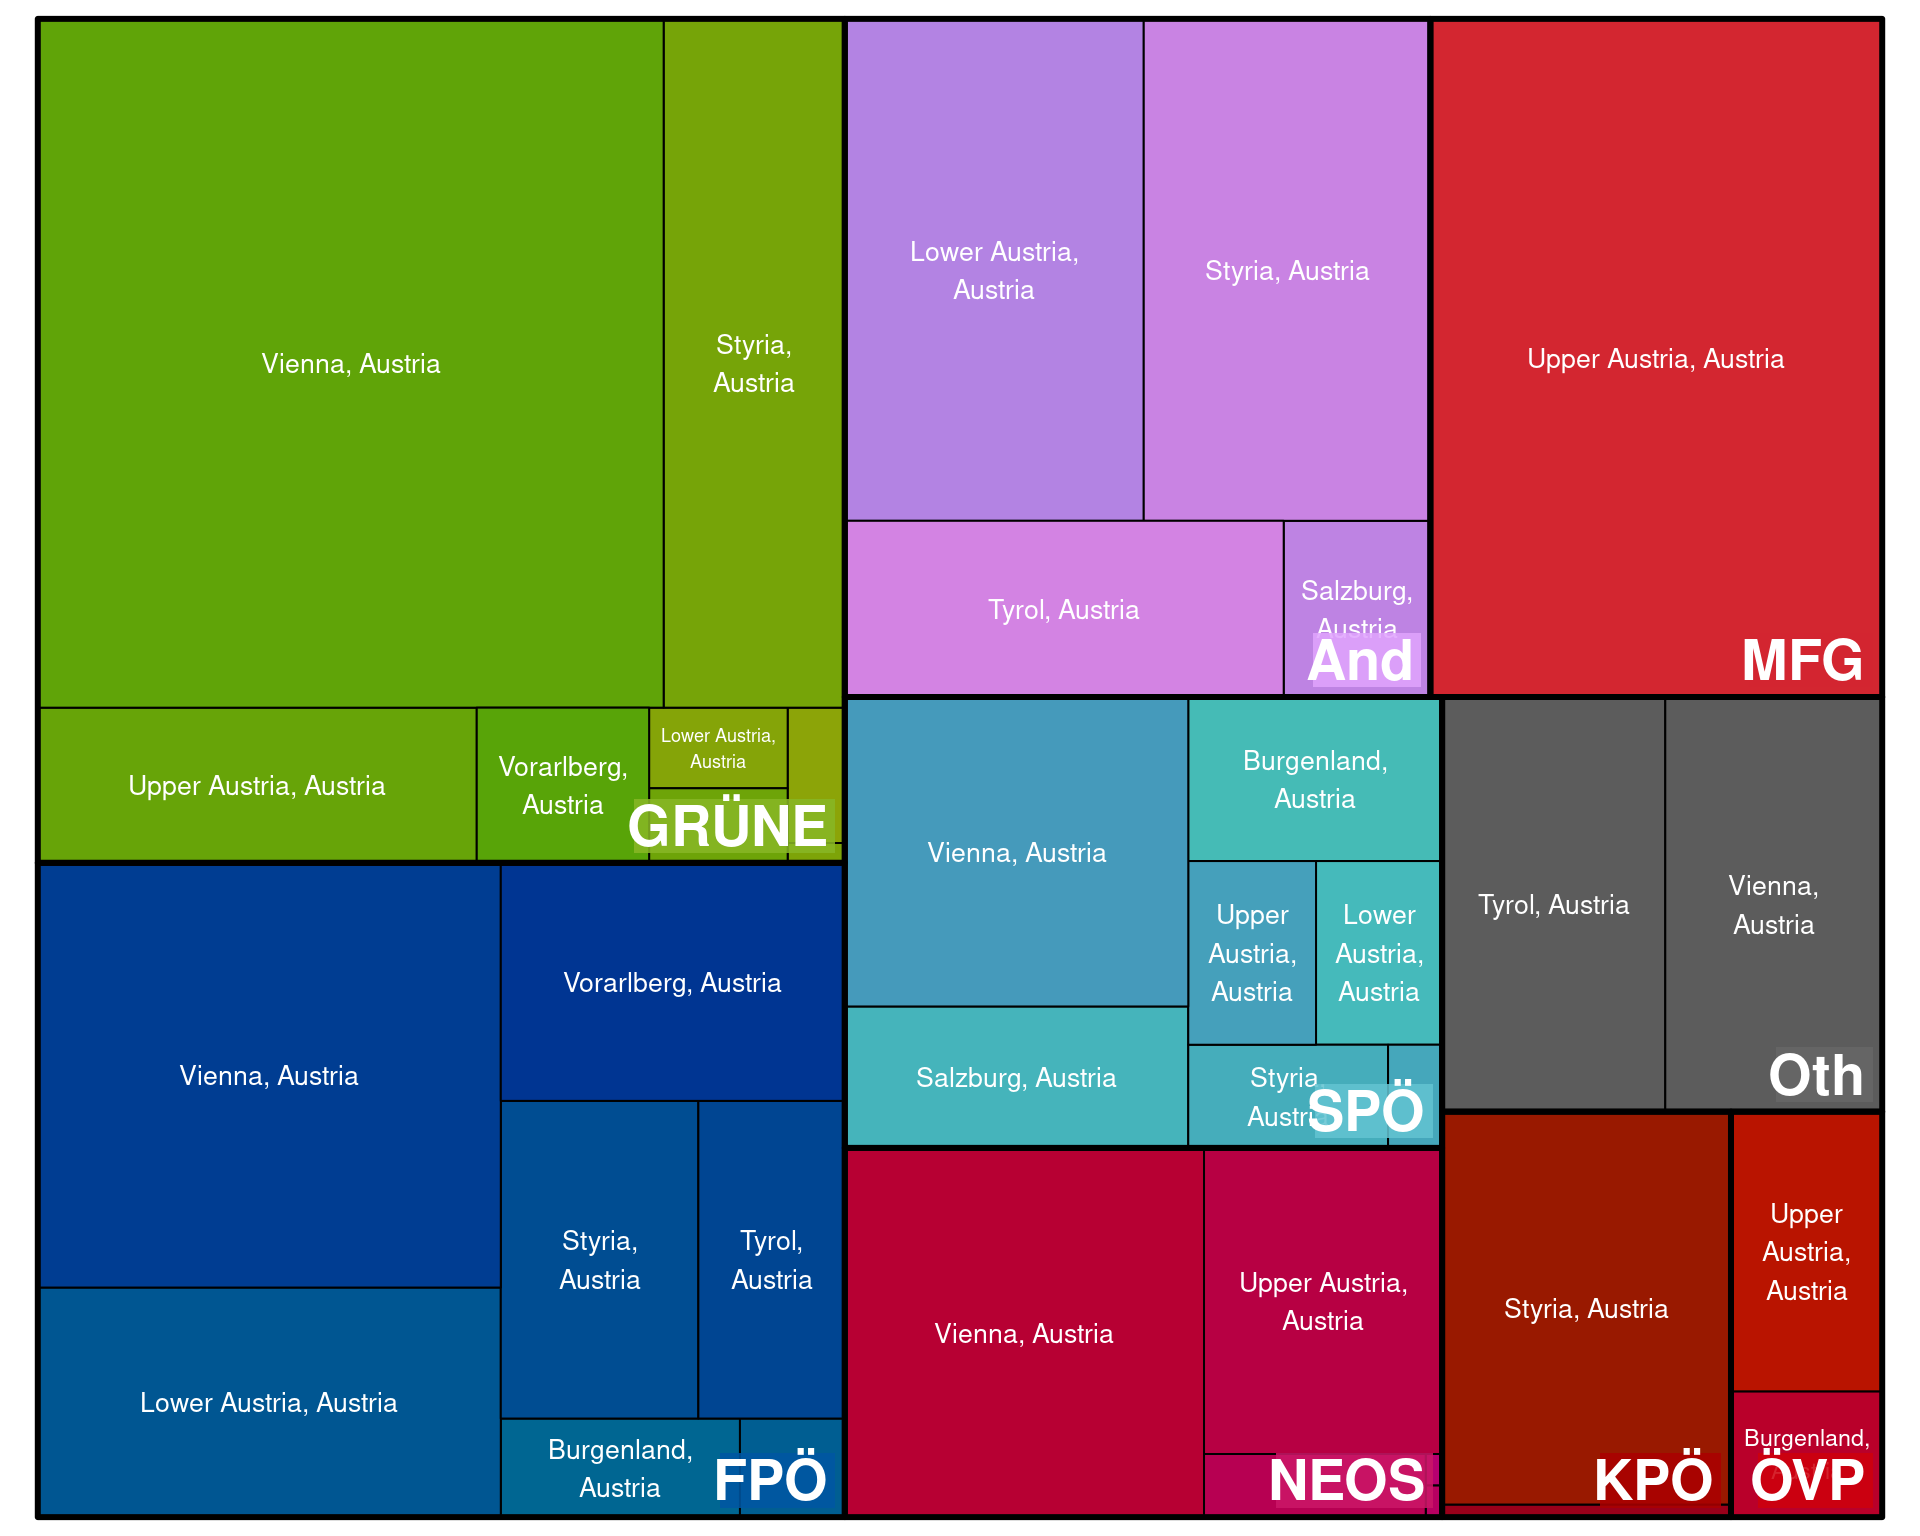 Vienna, Austria
Styria,
Austria
Upper Austria, Austria
Vorarlberg,
Austria
Lower Austria,
Austria
GRÜNE
Lower Austria,
Austria
Styria, Austria
Tyrol, Austria
Salzburg,
Austria
And
Upper Austria, Austria
MFG
Vienna, Austria
Vorarlberg, Austria
Styria,
Austria
Tyrol,
Austria
Lower Austria, Austria
Burgenland,
Austria
FPÖ
Vienna, Austria
Burgenland,
Austria
Upper
Austria,
Austria
Lower
Austria,
Austria
Salzburg, Austria
Styria,
Austria
SPÖ
Tyrol, Austria
Vienna,
Austria
Oth
Vienna, Austria
Upper Austria,
Austria
NEOS
Styria, Austria
KPÖ
Upper
Austria,
Austria
Burgenland,
ÖVP